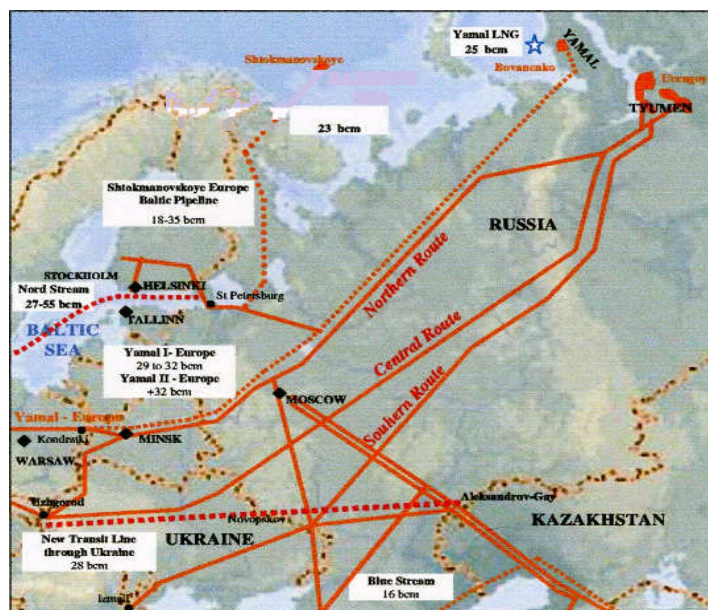 Yamal LNG
25 bcm
YAMAL
Shtokmanovskoye
Bovanenko
Urengoy
TYUMEN
23 bcm
Shtokmanovskoye Europe
Baltic Pipeline
18-35 bcm
RUSSIA
Northern Route
STOCKHOLM
HELSINKI
Nord Stream
27-55 bcm
St Petersburg
TALLINN
BALTIC
SEA
Central Route
Yamal I- Europe
29 to 32 bcm
Yamal II - Europe
+32 bcm
MOSCOW
Souhern Route
Yamal - Europe
Kondratki
MINSK
WARSAW
Uzhgorod
Aleksandrov-Gay
Novopskov
KAZAKHSTAN
New Transit Line
through Ukraine
28 bcm
UKRAINE
Blue Stream
16 bcm
Izmail